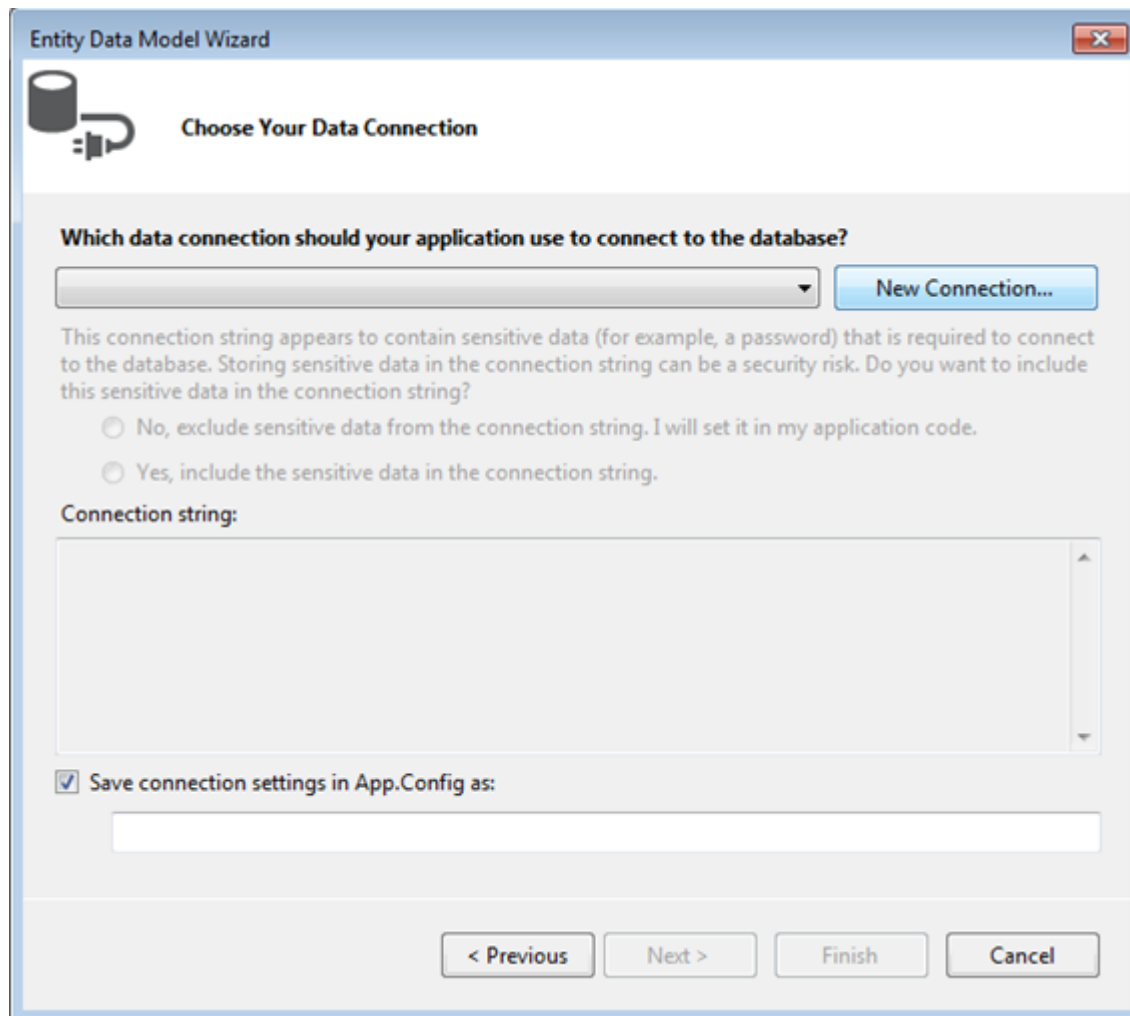 Entity Data Model Wizard
Choose Your Data Connection
Which data connection should your application use to connect to the database?
New Connection...
This connection string appears to contain sensitive data (for example, a password) that is required to connect
to the database. Storing sensitive data in the connection string can be a security risk. Do you want to include
this sensitive data in the connection string?
No, exclude sensitive data from the connection string. I will set it in my application code.
Yes, include the sensitive data in the connection string.
Connection string:
Save connection settings in App.Config as:
< Previous Next > Finish Cancel